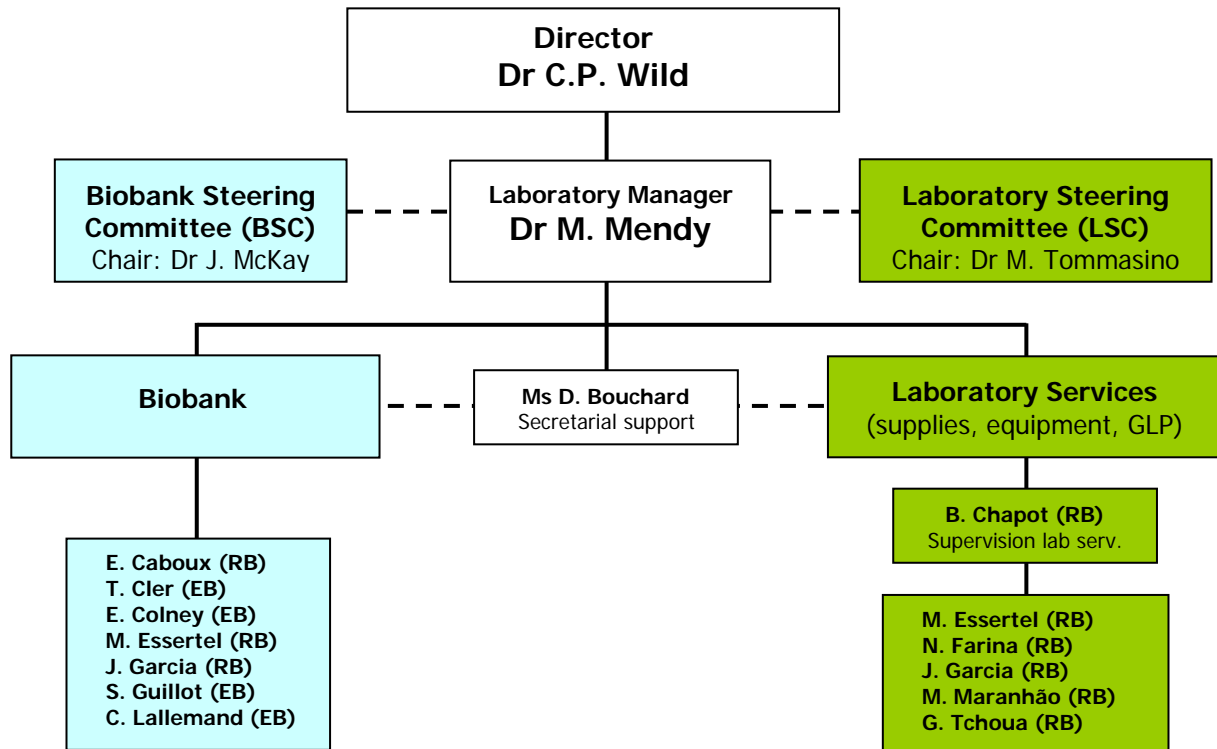 Director
Dr C.P. Wild
Biobank Steering
Committee (BSC)
Chair: Dr J. McKay
Laboratory Manager
Dr M. Mendy
Laboratory Steering
Committee (LSC)
Chair: Dr M. Tommasino
Biobank
Ms D. Bouchard
Secretarial support
Laboratory Services
(supplies, equipment, GLP)
B. Chapot (RB)
Supervision lab serv.
E. Caboux (RB)
T. Cler (EB)
E. Colney (EB)
M. Essertel (RB)
J. Garcia (RB)
S. Guillot (EB)
C. Lallemand (EB)
M. Essertel (RB)
N. Farina (RB)
J. Garcia (RB)
M. Maranhão (RB)
G. Tchoua (RB)